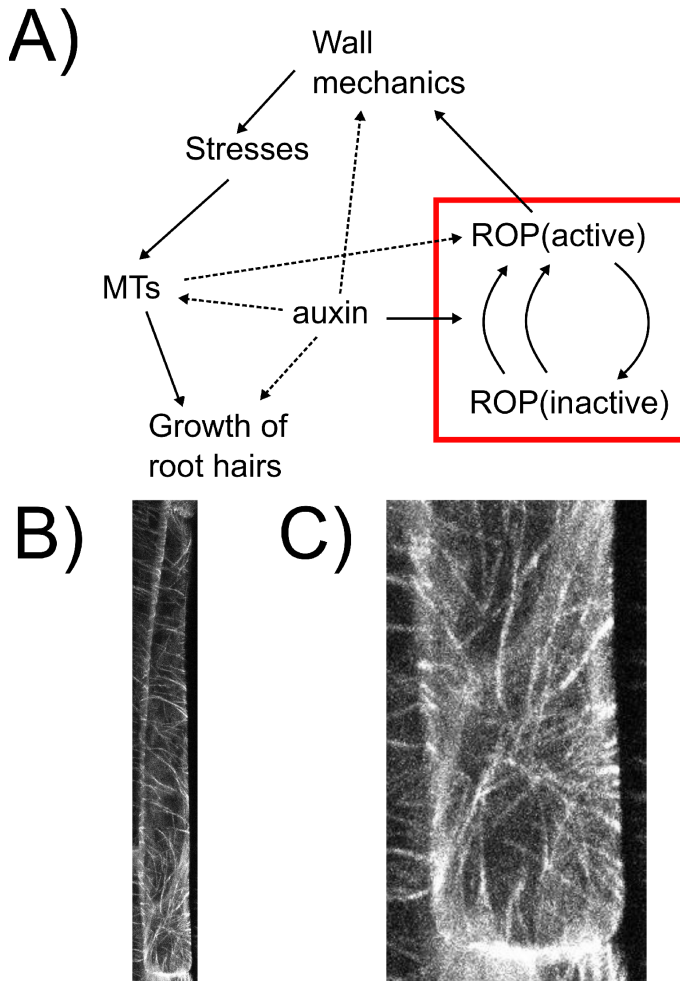 A)
Wall
mechanics
Stresses
ROP(active)
MTs
auxin
ROP(inactive)
Growth of
root hairs
B)
C)